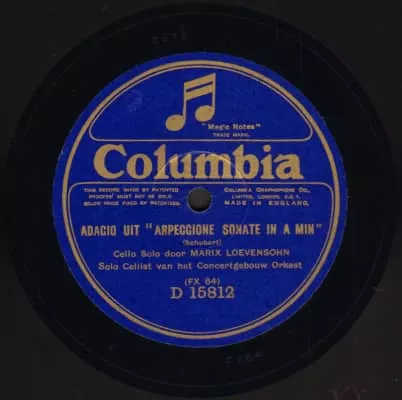 "Magic Notes"
TRADE MARK.
Columbia
THIS RECORD 'MADE BY PATENTED
PROCESS' MUST NOT BE SOLD
BELOW PRICE FIXED BY PATENTEES.
COLUMBIA GRAPHOPHONE CO.,
LIMITED, LONDON, E.C.1.
MADE IN ENGLAND.
ADAGIO UIT "ARPEGGIONE SONATE IN A MIN"
(Schubert)
Cello Solo door MARIX LOEVENSOHN
Solo Cellist van het Concertgebouw Orkest
(FX 64)
D 15812